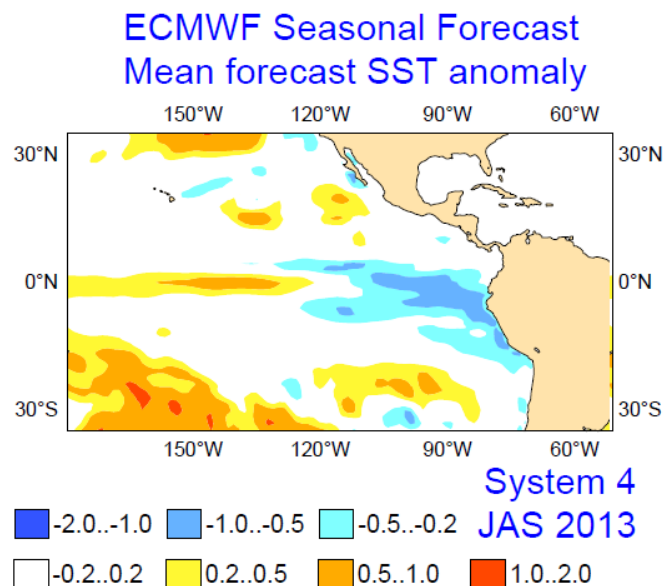 ECMWF Seasonal Forecast
Mean forecast SST anomaly
150°W 120°W 90°W 60°W
30°N 30°N
0°N 0°N
30°S 30°S
150°W 120°W 90°W 60°W
System 4
-2.0..-1.0 -1.0..-0.5 -0.5..-0.2 JAS 2013
-0.2..0.2 0.2..0.5 0.5..1.0 1.0..2.0